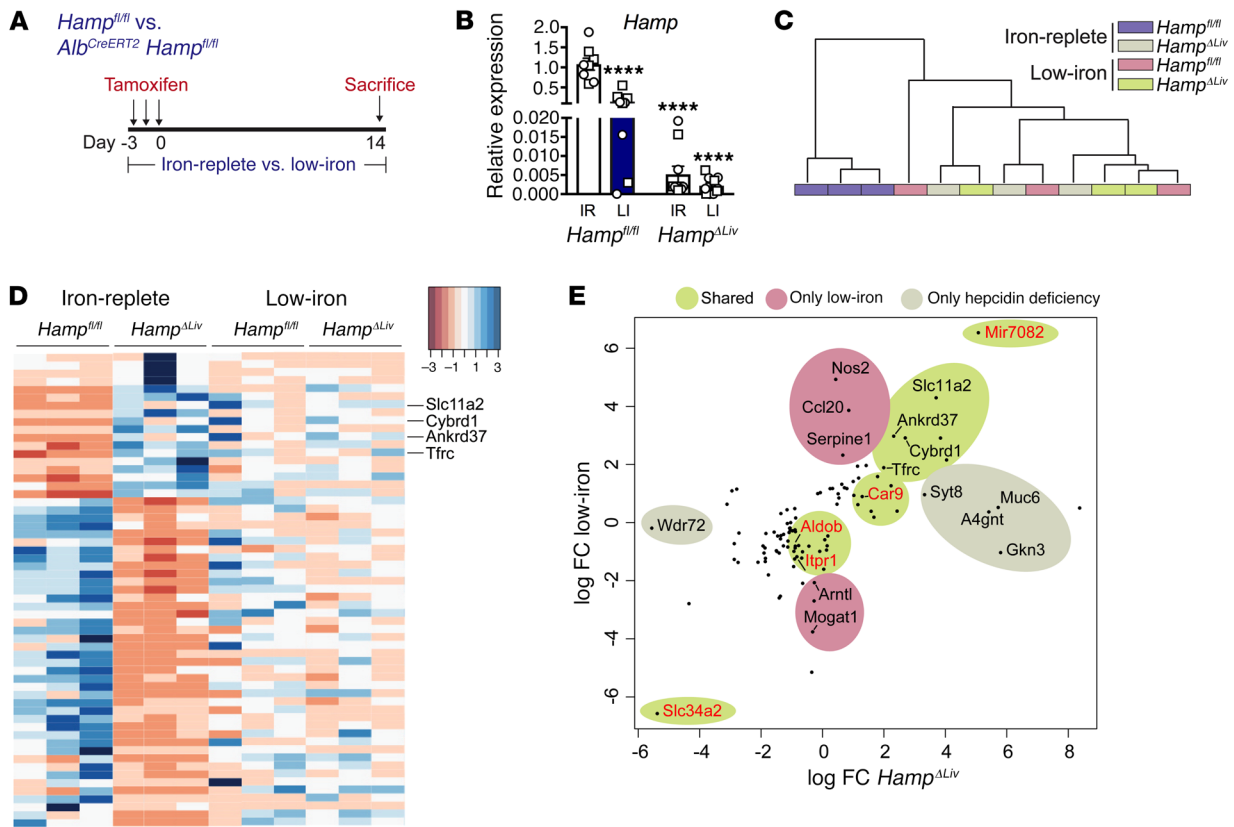 A
Hamp^fl/fl vs.
Alb^CreERT2 Hamp^fl/fl
Tamoxifen Sacrifice
Day -3 0 14
Iron-replete vs. low-iron
B
Hamp
Relative expression
2.0
1.5
1.0
0.5
0.020
0.015
0.010
0.005
0.000
****
****
****
IR LI IR LI
Hamp^fl/fl Hamp^ΔLiv
C
Iron-replete
Hamp^fl/fl
Hamp^ΔLiv
Low-iron
Hamp^fl/fl
Hamp^ΔLiv
D
Iron-replete Low-iron
Hamp^fl/fl Hamp^ΔLiv Hamp^fl/fl Hamp^ΔLiv
−3 −1 1 3
Slc11a2
Cybrd1
Ankrd37
Tfrc
E
Shared Only low-iron Only hepcidin deficiency
log FC low-iron
6
4
2
0
-2
-4
-6
Mir7082
Nos2
Slc11a2
Ccl20
Ankrd37
Serpine1
Cybrd1
Tfrc
Car9
Syt8
Muc6
A4gnt
Gkn3
Wdr72
Aldob
Itpr1
Arntl
Mogat1
Slc34a2
-6 -4 -2 0 2 4 6 8
log FC Hamp^ΔLiv